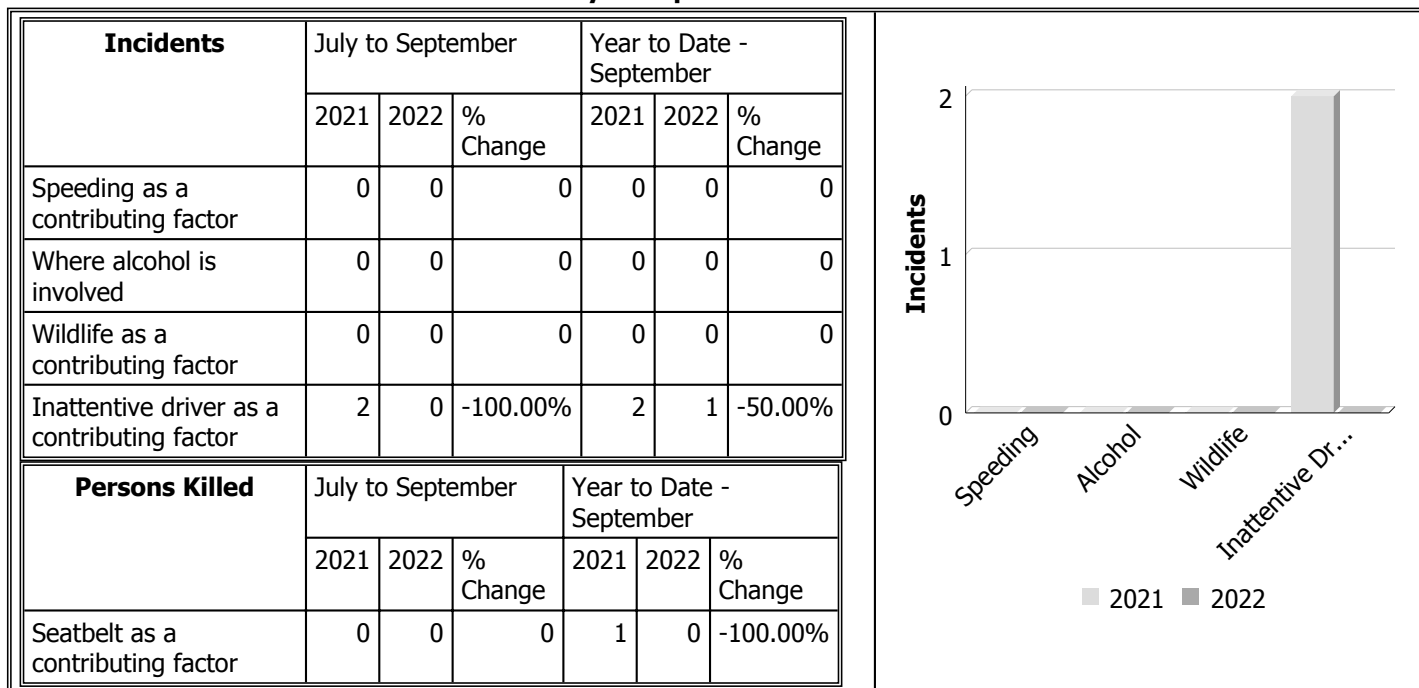 Incidents July to September Year to Date -
September
2021 2022 % 2021 2022 %
Change Change
Speeding as a 0 0 0 0 0 0
contributing factor
Where alcohol is 0 0 0 0 0 0
involved
Wildlife as a 0 0 0 0 0 0
contributing factor
Inattentive driver as a 2 0 -100.00% 2 1 -50.00%
contributing factor
Persons Killed July to September Year to Date -
September
2021 2022 % 2021 2022 %
Change Change
Seatbelt as a 0 0 0 1 0 -100.00%
contributing factor
Incidents
2
1
0
Speeding
Alcohol
Wildlife
Inattentive Dr...
2021 2022